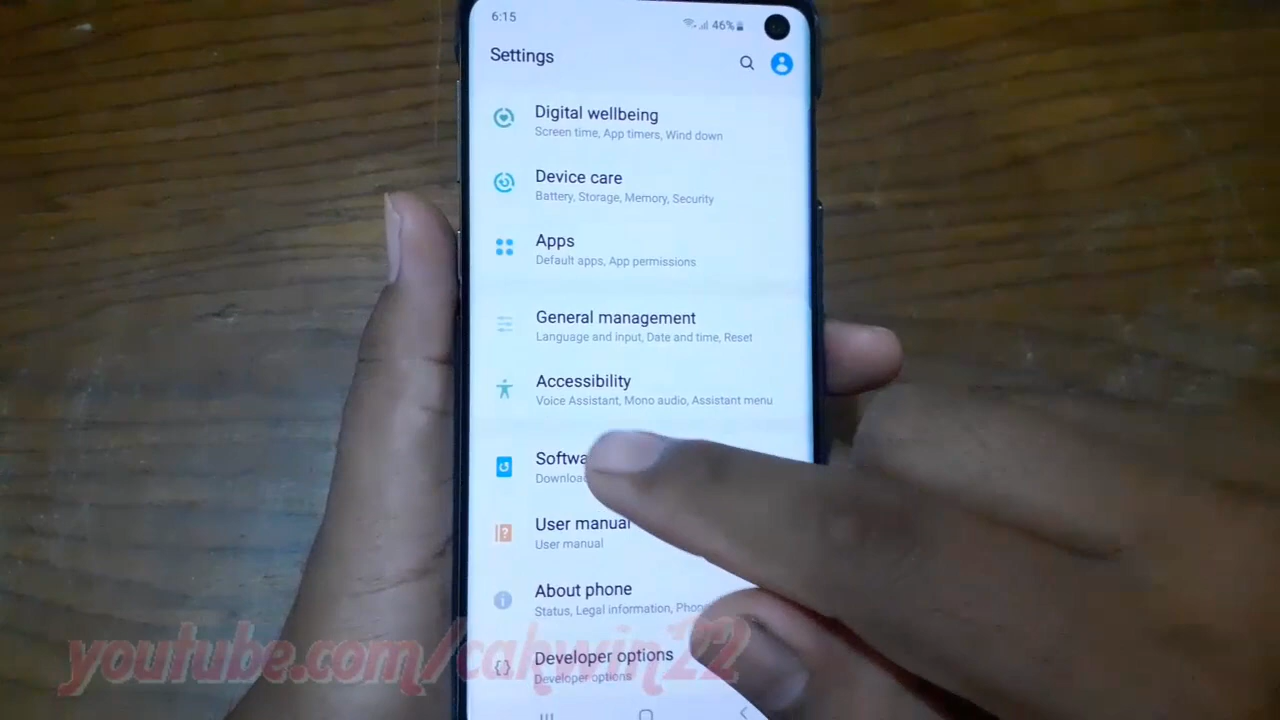 6:15
46%
Settings
Digital wellbeing
Screen time, App timers, Wind down
Device care
Battery, Storage, Memory, Security
Apps
Default apps, App permissions
General management
Language and input, Date and time, Reset
Accessibility
Voice Assistant, Mono audio, Assistant menu
User manual
User manual
About phone
Status, Legal information,
Developer options
Developer options
youtube.com/cakwin22